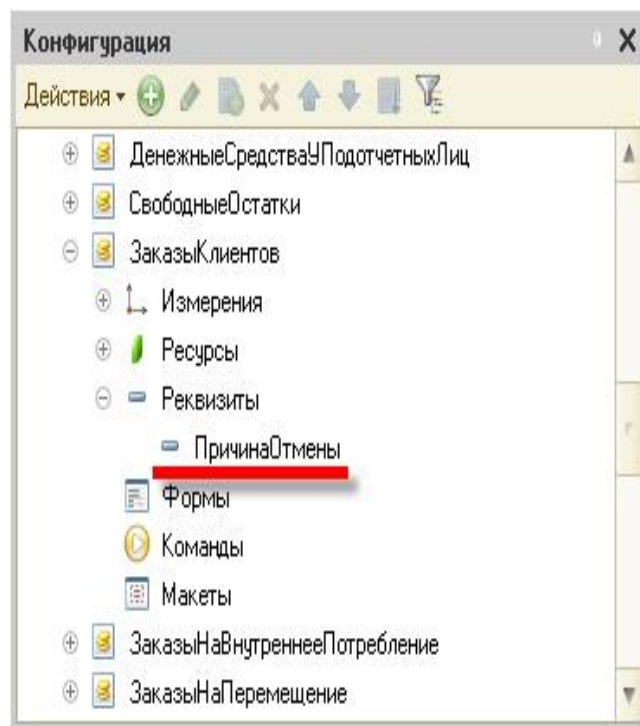 Конфигурация
Действия
ДенежныеСредстваУПодотчетныхЛиц
СвободныеОстатки
ЗаказыКлиентов
Измерения
Ресурсы
Реквизиты
ПричинаОтмены
Формы
Команды
Макеты
ЗаказыНаВнутреннееПотребление
ЗаказыНаПеремещение